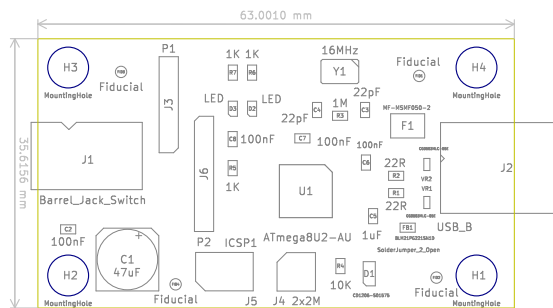 63.0010 mm
35.6156 mm
H3
MountingHole
Fiducial
P1
J3
1K 1K
R7 R6
LED LED
D3 D2
16MHz
Y1
Fiducial
H4
MountingHole
22pF
C4
1M
R3
22pF
C3
MF-MSMF050-2
F1
C8
100nF
C7
100nF
100nF
C6
R5
1K
J6
J1
Barrel_Jack_Switch
U1
ATmega8U2-AU
22R
R2
R1
22R
VR2
VR1
J2
USB_B
C5
1uF
FB1
BLM21PG221SN1D
SolderJumper_2_Open
C2
100nF
C1
47uF
H2
MountingHole
Fiducial
P2
ICSP1
J5
J4 2x2M
R4
10K
D1
Fiducial
H1
MountingHole